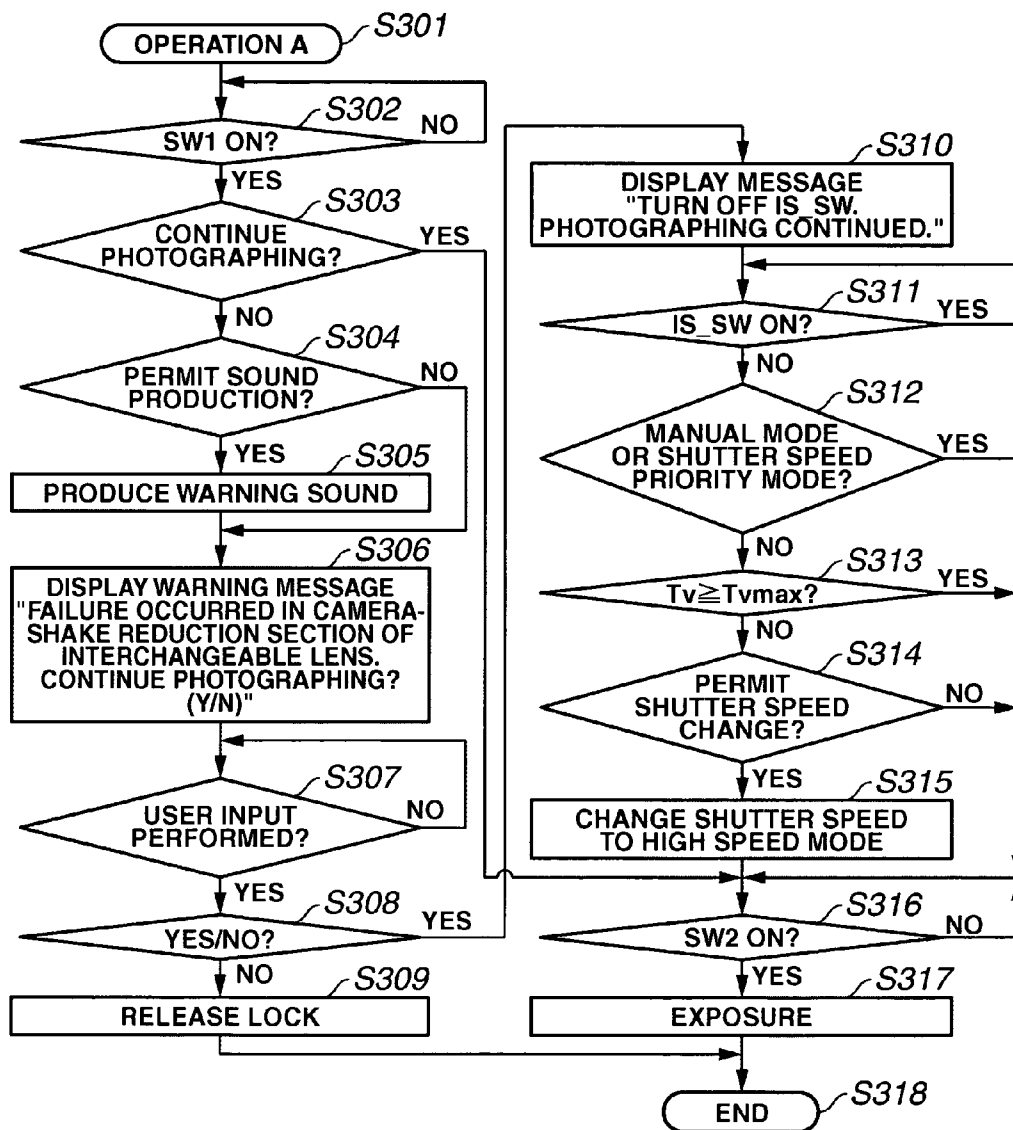 OPERATION A
S301
S302
SW1 ON?
NO
YES
S303
CONTINUE
PHOTOGRAPHING?
YES
NO
S304
PERMIT SOUND
PRODUCTION?
NO
YES
S305
PRODUCE WARNING SOUND
S306
DISPLAY WARNING MESSAGE
"FAILURE OCCURRED IN CAMERA-
SHAKE REDUCTION SECTION OF
INTERCHANGEABLE LENS.
CONTINUE PHOTOGRAPHING?
(Y/N)"
S307
USER INPUT
PERFORMED?
NO
YES
S308
YES/NO?
YES
NO
S309
RELEASE LOCK
S310
DISPLAY MESSAGE
"TURN OFF IS_SW.
PHOTOGRAPHING CONTINUED."
S311
IS_SW ON?
YES
NO
S312
MANUAL MODE
OR SHUTTER SPEED
PRIORITY MODE?
YES
NO
S313
Tv≧Tvmax?
YES
NO
S314
PERMIT
SHUTTER SPEED
CHANGE?
NO
YES
S315
CHANGE SHUTTER SPEED
TO HIGH SPEED MODE
S316
SW2 ON?
NO
YES
S317
EXPOSURE
S318
END